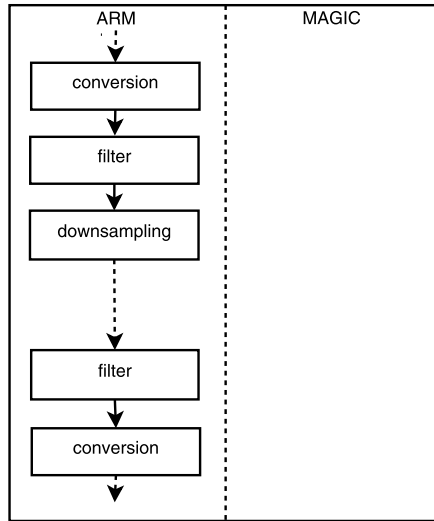 ARM
MAGIC
conversion
filter
downsampling
filter
conversion